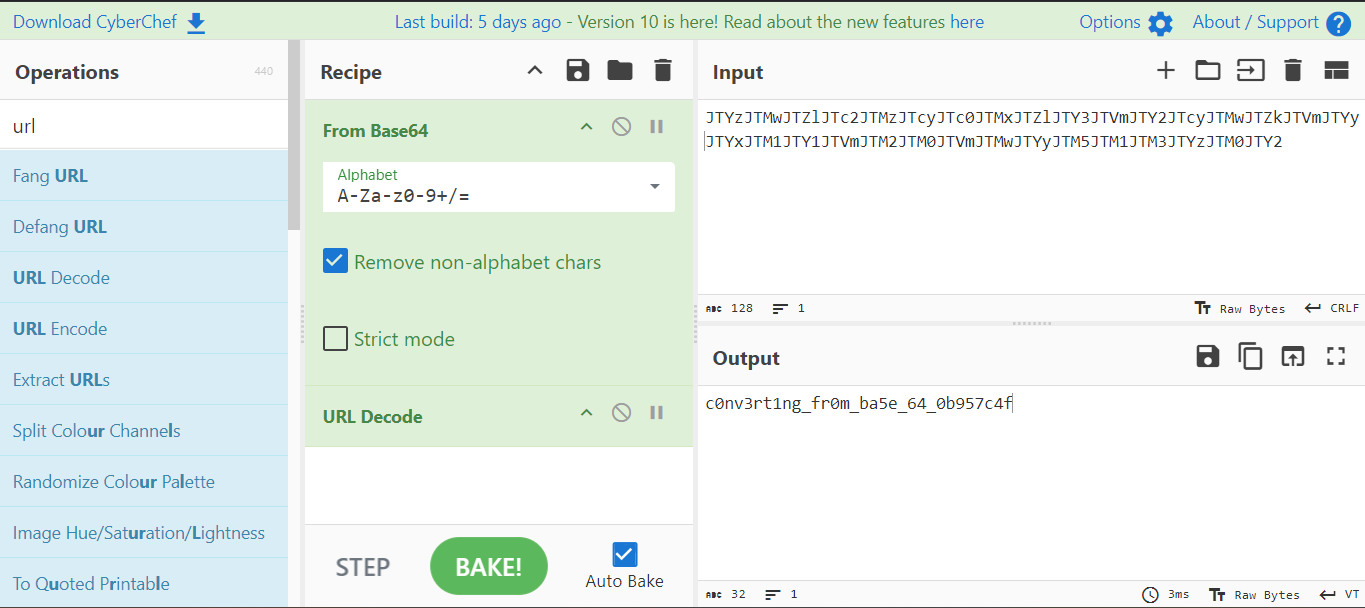 Download CyberChef
Last build: 5 days ago - Version 10 is here! Read about the new features here
Options
About / Support
Operations
440
url
Fang URL
Defang URL
URL Decode
URL Encode
Extract URLs
Split Colour Channels
Randomize Colour Palette
Image Hue/Saturation/Lightness
To Quoted Printable
Recipe
From Base64
Alphabet
A-Za-z0-9+/=
Remove non-alphabet chars
Strict mode
URL Decode
STEP
BAKE!
Auto Bake
Input
JTYzJTMwJTZlJTc2JTMzJTcyJTc0JTMxJTZlJTY3JTVmJTY2JTcyJTMwJTZkJTVmJTYy
JTYxJTM1JTY1JTVmJTM2JTM0JTVmJTMwJTYyJTM5JTM1JTM3JTYzJTM0JTY2
ABC 128
1
Tт Raw Bytes
CRLF
Output
c0nv3rt1ng_fr0m_ba5e_64_0b957c4f
ABC 32
1
3ms
Tт Raw Bytes
VT